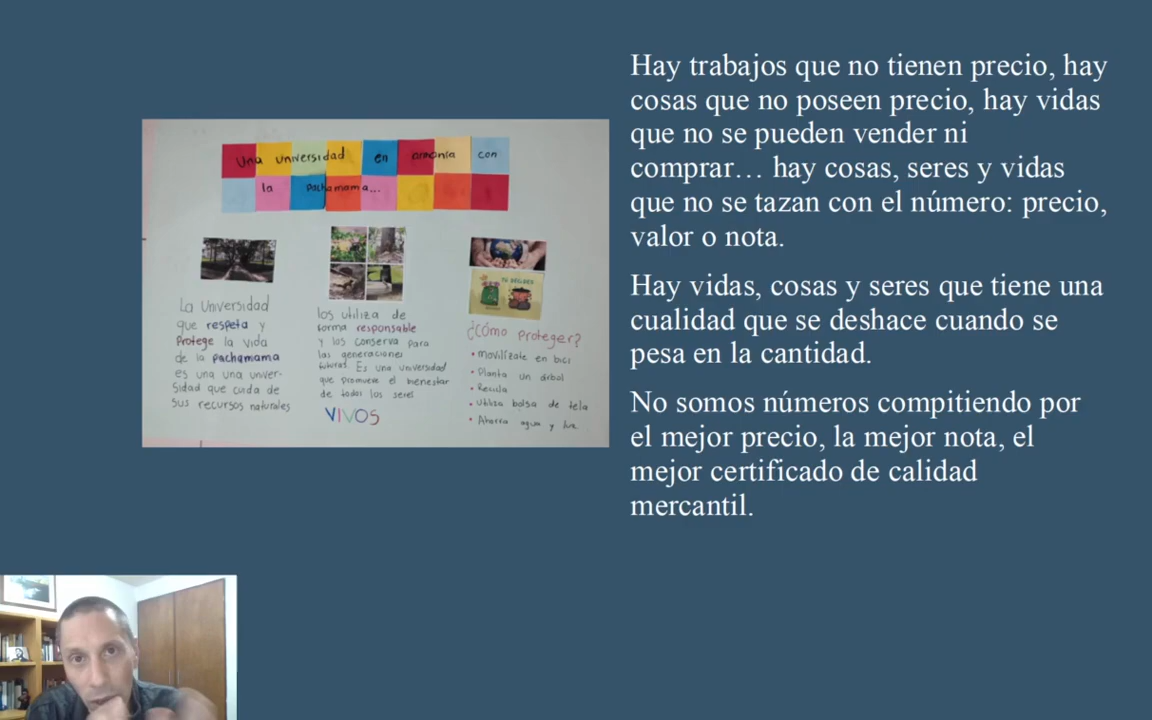 Una universidad en armonía con
la pachamama...
La Universidad
que respeta y
Protege la vida
de la pachamama
es una una univer-
sidad que cuida de
sus recursos naturales
los utiliza de
forma responsable
y los conserva para
las generaciones
futuras. Es una universidad
que promueve el bienestar
de todos los seres
VIVOS
TÚ DECIDES
¿Cómo proteger?
• Movilízate en bici
• Planta un árbol
• Recicla
• Utiliza bolsa de tela
• Ahorra agua y luz
Hay trabajos que no tienen precio, hay
cosas que no poseen precio, hay vidas
que no se pueden vender ni
comprar… hay cosas, seres y vidas
que no se tazan con el número: precio,
valor o nota.
Hay vidas, cosas y seres que tiene una
cualidad que se deshace cuando se
pesa en la cantidad.
No somos números compitiendo por
el mejor precio, la mejor nota, el
mejor certificado de calidad
mercantil.